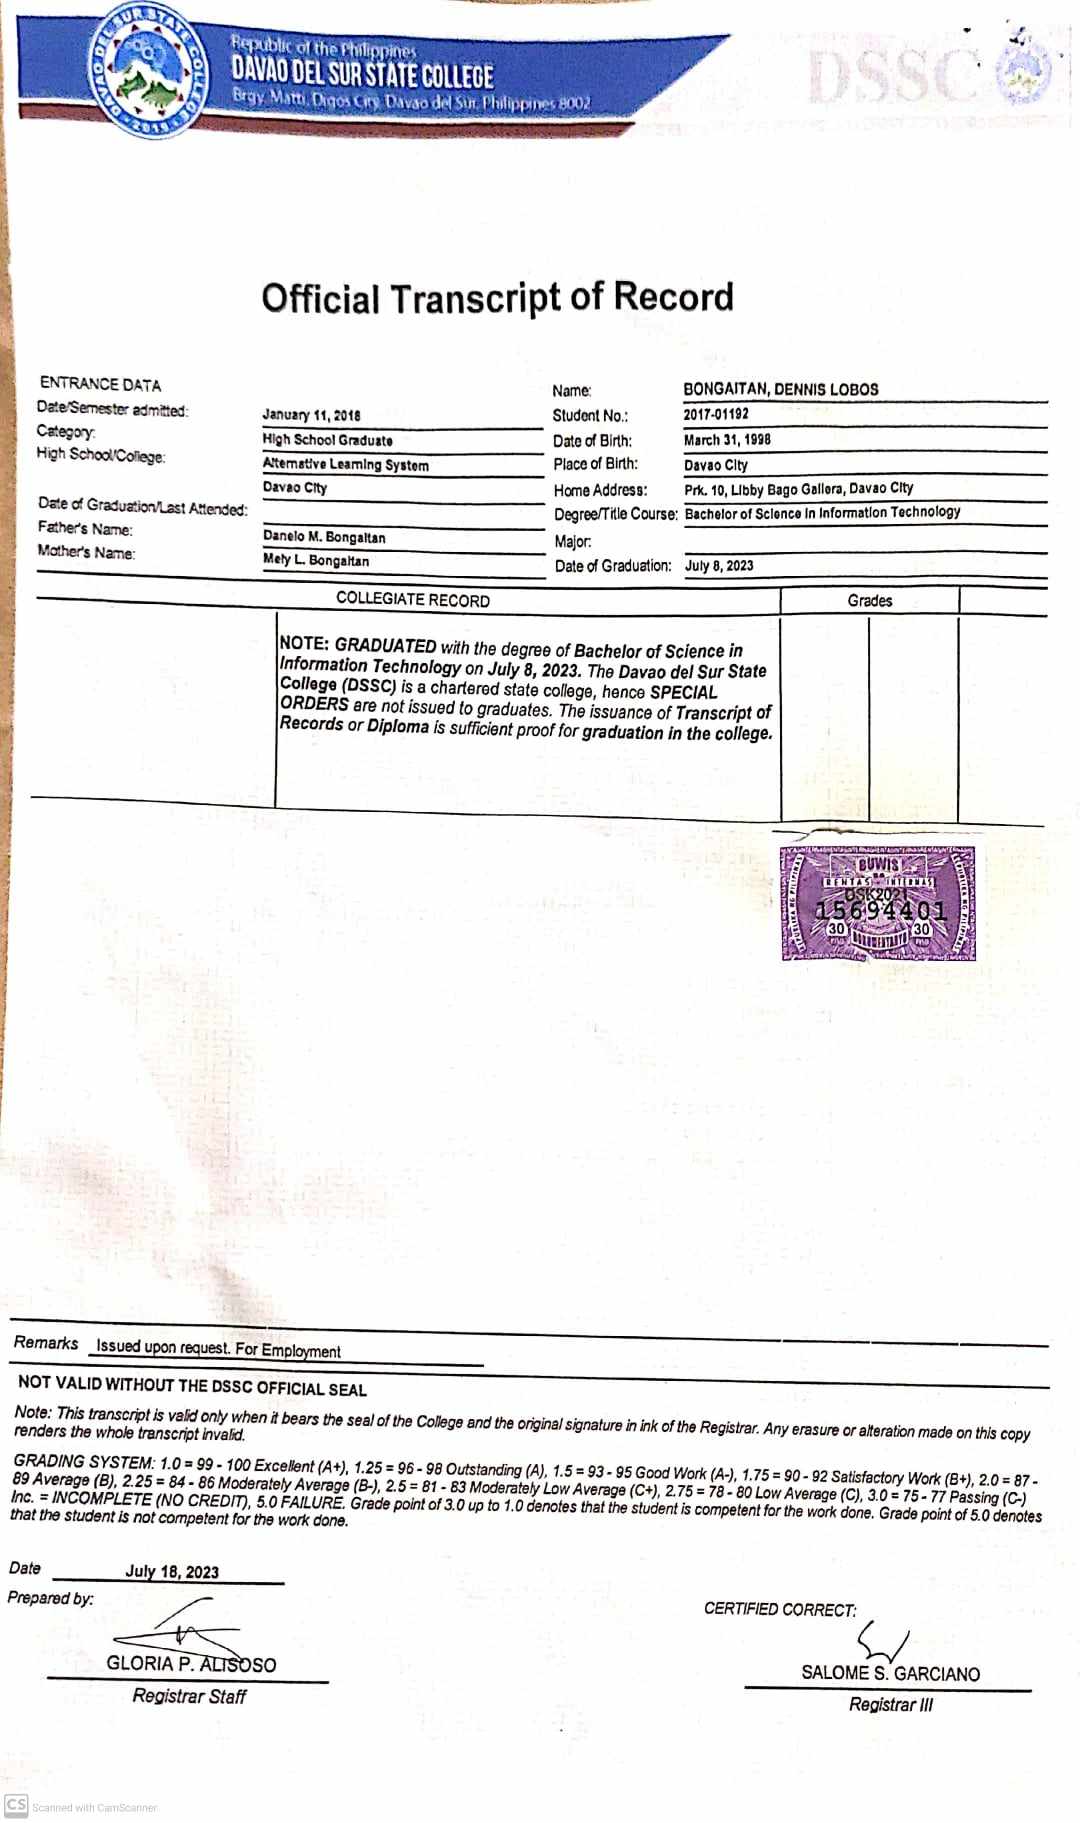 Republic of the Philippines
DAVAO DEL SUR STATE COLLEGE
Brgy. Matti, Digos City, Davao del Sur, Philippines 8002
DAVAO DEL SUR STATE COLLEGE
2019
DSSC
Official Transcript of Record
ENTRANCE DATA
Date/Semester admitted: January 11, 2018
Category: High School Graduate
High School/College: Alternative Learning System
Davao City
Date of Graduation/Last Attended:
Father's Name: Danelo M. Bongaitan
Mother's Name: Mely L. Bongaitan
Name: BONGAITAN, DENNIS LOBOS
Student No.: 2017-01192
Date of Birth: March 31, 1998
Place of Birth: Davao City
Home Address: Prk. 10, Libby Bago Gallera, Davao City
Degree/Title Course: Bachelor of Science in Information Technology
Major:
Date of Graduation: July 8, 2023
COLLEGIATE RECORD Grades
NOTE: GRADUATED with the degree of Bachelor of Science in
Information Technology on July 8, 2023. The Davao del Sur State
College (DSSC) is a chartered state college, hence SPECIAL
ORDERS are not issued to graduates. The issuance of Transcript of
Records or Diploma is sufficient proof for graduation in the college.
BUWIS
SA
RENTAS INTERNAS
DSK2021
15694401
30 30
DOKUMENTARYO
REPUBLIKA NG PILIPINAS
REPUBLIKA NG PILIPINAS
Remarks Issued upon request. For Employment
NOT VALID WITHOUT THE DSSC OFFICIAL SEAL
Note: This transcript is valid only when it bears the seal of the College and the original signature in ink of the Registrar. Any erasure or alteration made on this copy
renders the whole transcript invalid.
GRADING SYSTEM: 1.0 = 99 - 100 Excellent (A+), 1.25 = 96 - 98 Outstanding (A), 1.5 = 93 - 95 Good Work (A-), 1.75 = 90 - 92 Satisfactory Work (B+), 2.0 = 87 -
89 Average (B), 2.25 = 84 - 86 Moderately Average (B-), 2.5 = 81 - 83 Moderately Low Average (C+), 2.75 = 78 - 80 Low Average (C), 3.0 = 75 - 77 Passing (C-)
Inc. = INCOMPLETE (NO CREDIT), 5.0 FAILURE. Grade point of 3.0 up to 1.0 denotes that the student is competent for the work done. Grade point of 5.0 denotes
that the student is not competent for the work done.
Date July 18, 2023
Prepared by:
GLORIA P. ALISOSO
Registrar Staff
CERTIFIED CORRECT:
SALOME S. GARCIANO
Registrar III
CS Scanned with CamScanner